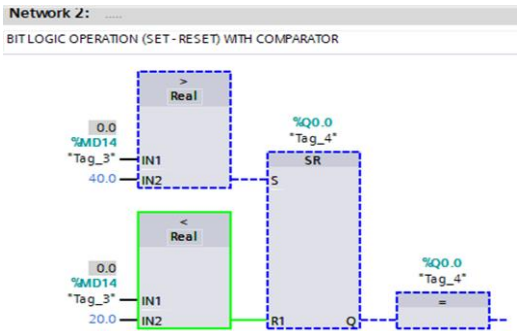 Network 2: .....
BIT LOGIC OPERATION (SET - RESET) WITH COMPARATOR
>
Real
0.0
%MD14
"Tag_3"
IN1
40.0
IN2
%Q0.0
"Tag_4"
SR
S
<
Real
0.0
%MD14
"Tag_3"
IN1
20.0
IN2
R1
Q
%Q0.0
"Tag_4"
=